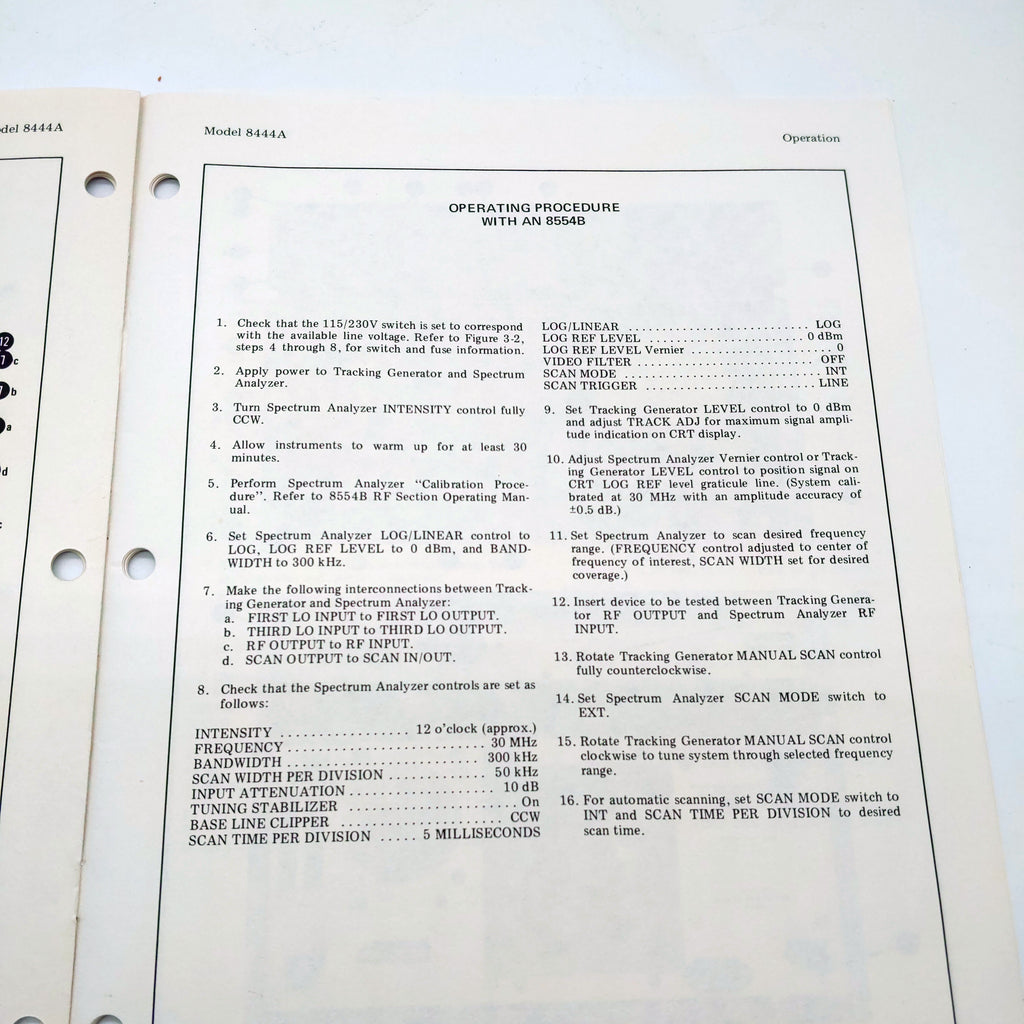 del 8444A
12
7 c
7 b
a
d
c
Model 8444A
Operation
OPERATING PROCEDURE
WITH AN 8554B
1. Check that the 115/230V switch is set to correspond
with the available line voltage. Refer to Figure 3-2,
steps 4 through 8, for switch and fuse information.
2. Apply power to Tracking Generator and Spectrum
Analyzer.
3. Turn Spectrum Analyzer INTENSITY control fully
CCW.
4. Allow instruments to warm up for at least 30
minutes.
5. Perform Spectrum Analyzer “Calibration Proce-
dure”. Refer to 8554B RF Section Operating Man-
ual.
6. Set Spectrum Analyzer LOG/LINEAR control to
LOG, LOG REF LEVEL to 0 dBm, and BAND-
WIDTH to 300 kHz.
7. Make the following interconnections between Track-
ing Generator and Spectrum Analyzer:
a. FIRST LO INPUT to FIRST LO OUTPUT.
b. THIRD LO INPUT to THIRD LO OUTPUT.
c. RF OUTPUT to RF INPUT.
d. SCAN OUTPUT to SCAN IN/OUT.
8. Check that the Spectrum Analyzer controls are set as
follows:
INTENSITY ................. 12 o'clock (approx.)
FREQUENCY .......................... 30 MHz
BANDWIDTH ......................... 300 kHz
SCAN WIDTH PER DIVISION ............. 50 kHz
INPUT ATTENUATION .................... 10 dB
TUNING STABILIZER ...................... On
BASE LINE CLIPPER ..................... CCW
SCAN TIME PER DIVISION ..... 5 MILLISECONDS
LOG/LINEAR ........................... LOG
LOG REF LEVEL ....................... 0 dBm
LOG REF LEVEL Vernier ..................... 0
VIDEO FILTER ........................... OFF
SCAN MODE ............................. INT
SCAN TRIGGER .......................... LINE
9. Set Tracking Generator LEVEL control to 0 dBm
and adjust TRACK ADJ for maximum signal ampli-
tude indication on CRT display.
10. Adjust Spectrum Analyzer Vernier control or Track-
ing Generator LEVEL control to position signal on
CRT LOG REF level graticule line. (System cali-
brated at 30 MHz with an amplitude accuracy of
±0.5 dB.)
11. Set Spectrum Analyzer to scan desired frequency
range. (FREQUENCY control adjusted to center of
frequency of interest, SCAN WIDTH set for desired
coverage.)
12. Insert device to be tested between Tracking Genera-
tor RF OUTPUT and Spectrum Analyzer RF
INPUT.
13. Rotate Tracking Generator MANUAL SCAN control
fully counterclockwise.
14. Set Spectrum Analyzer SCAN MODE switch to
EXT.
15. Rotate Tracking Generator MANUAL SCAN control
clockwise to tune system through selected frequency
range.
16. For automatic scanning, set SCAN MODE switch to
INT and SCAN TIME PER DIVISION to desired
scan time.